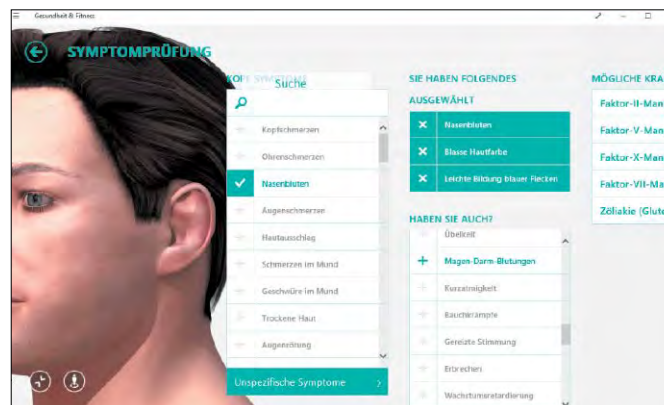 Gesundheit & Fitness
SYMPTOMPRÜFUNG
KOPF SYMPTOME
Suche
Kopfschmerzen
Ohrenschmerzen
Nasenbluten
Augenschmerzen
Hautausschlag
Schmerzen im Mund
Geschwüre im Mund
Trockene Haut
Augenrötung
Unspezifische Symptome
SIE HABEN FOLGENDES
AUSGEWÄHLT
Nasenbluten
Blasse Hautfarbe
Leichte Bildung blauer Flecken
HABEN SIE AUCH?
Übelkeit
Magen-Darm-Blutungen
Kurzatmigkeit
Bauchkrämpfe
Gereizte Stimmung
Erbrechen
Wachstumsretardierung
MÖGLICHE KRA
Faktor-II-Man
Faktor-V-Man
Faktor-X-Man
Faktor-VII-Ma
Zöliakie (Glute